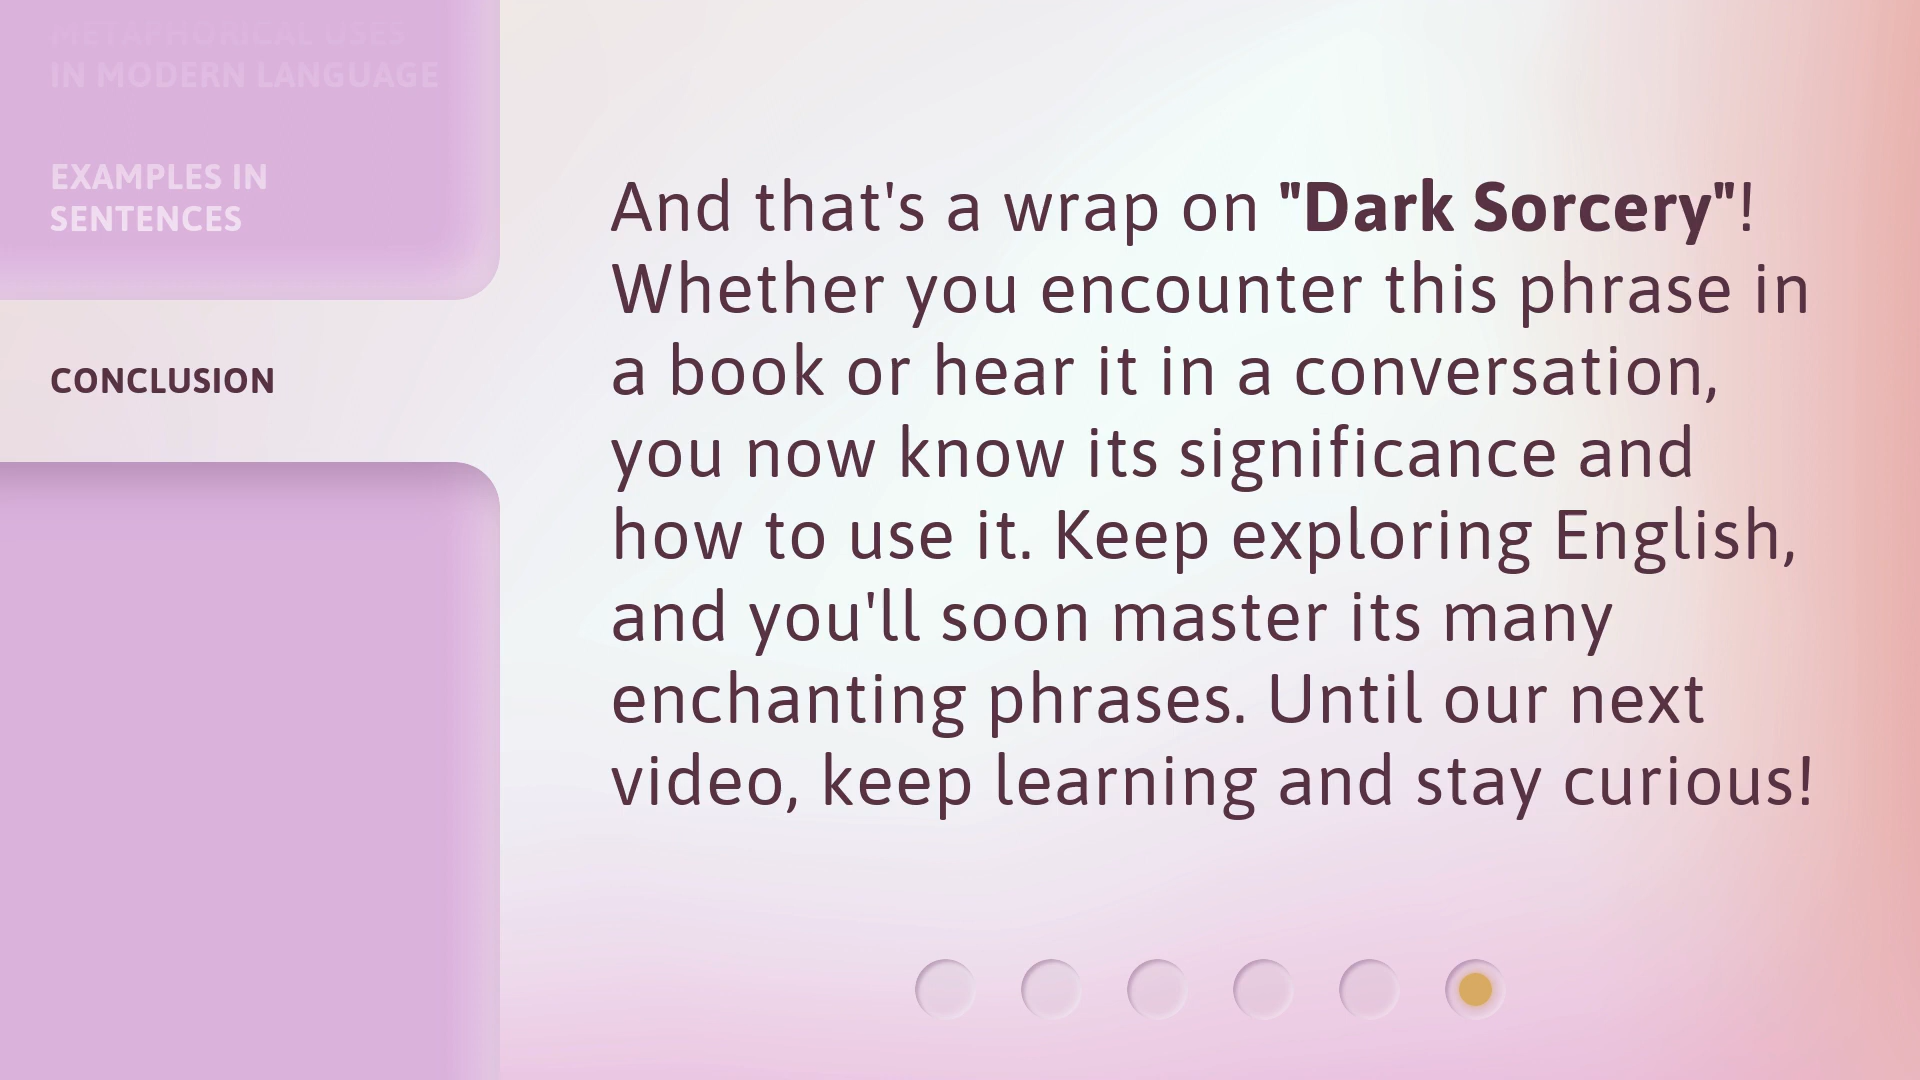 METAPHORICAL USES
IN MODERN LANGUAGE
EXAMPLES IN
SENTENCES
CONCLUSION
And that's a wrap on "Dark Sorcery"!
Whether you encounter this phrase in
a book or hear it in a conversation,
you now know its significance and
how to use it. Keep exploring English,
and you'll soon master its many
enchanting phrases. Until our next
video, keep learning and stay curious!